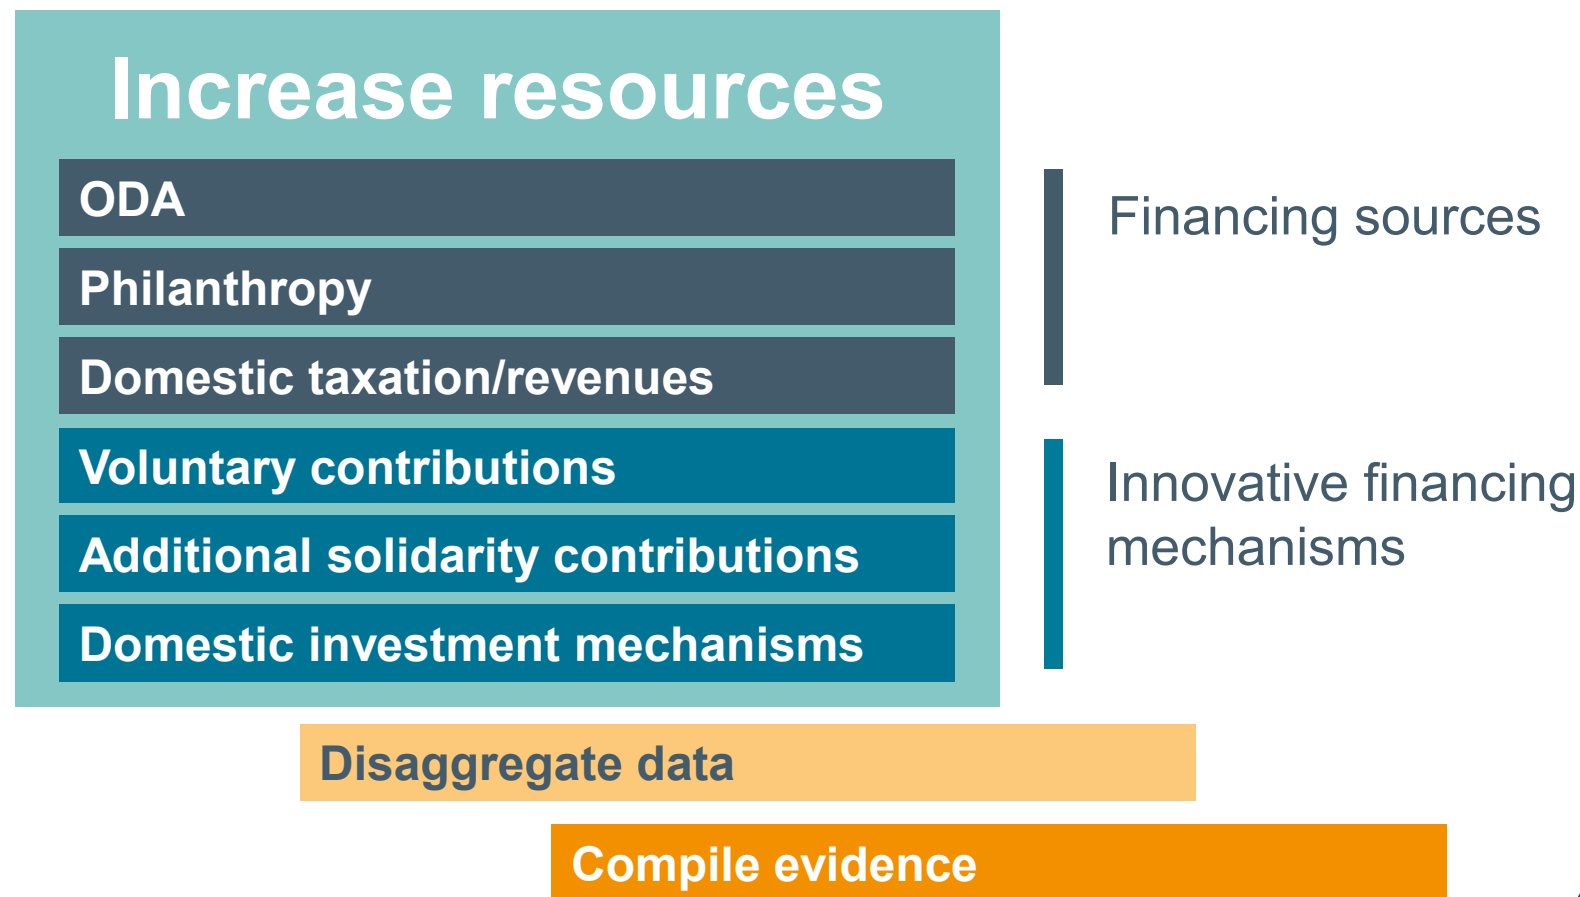 Increase resources
ODA
Philanthropy
Domestic taxation/revenues
Financing sources
Voluntary contributions
Additional solidarity contributions
Domestic investment mechanisms
Innovative financing
mechanisms
Disaggregate data
Compile evidence